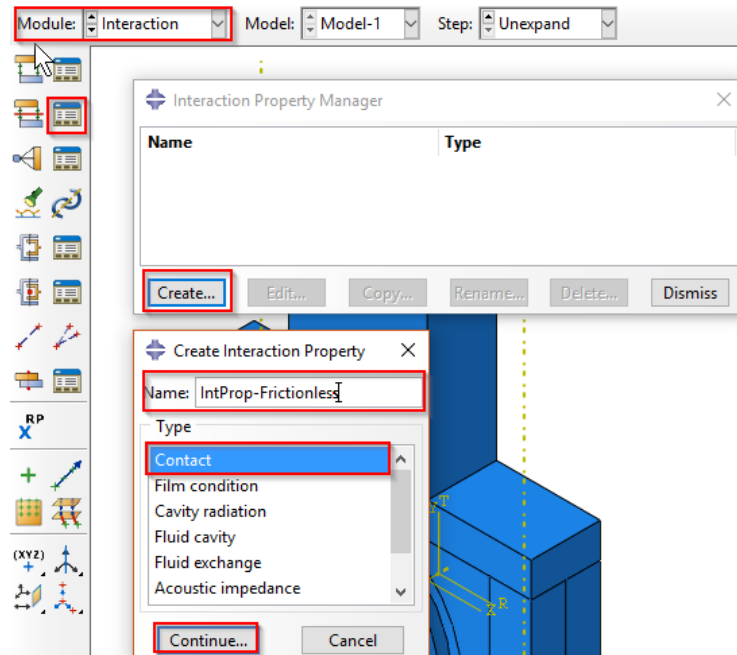 Module: Interaction Model: Model-1 Step: Unexpand
Interaction Property Manager
Name Type
Create... Edit... Copy... Rename... Delete... Dismiss
Create Interaction Property
Name: IntProp-Frictionless
Type
Contact
Film condition
Cavity radiation
Fluid cavity
Fluid exchange
Acoustic impedance
Continue... Cancel
RP
(XYZ)
Y T
Z R